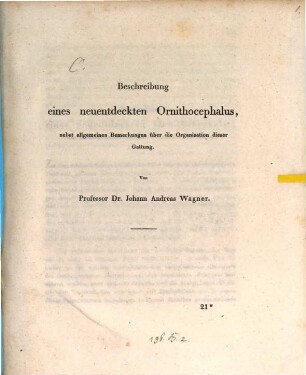 1.
C.
Beschreibung
eines neuentdeckten Ornithocephalus,
nebst allgemeinen Bemerkungen über die Organisation dieser
Gattung.
Von
Professor Dr. Johann Andreas Wagner.
21*